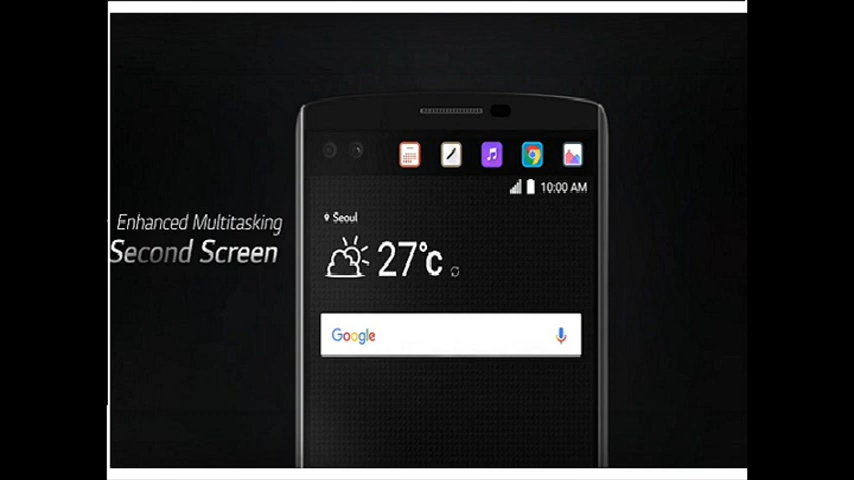 Enhanced Multitasking
Second Screen
10:00 AM
Seoul
27°c
Google